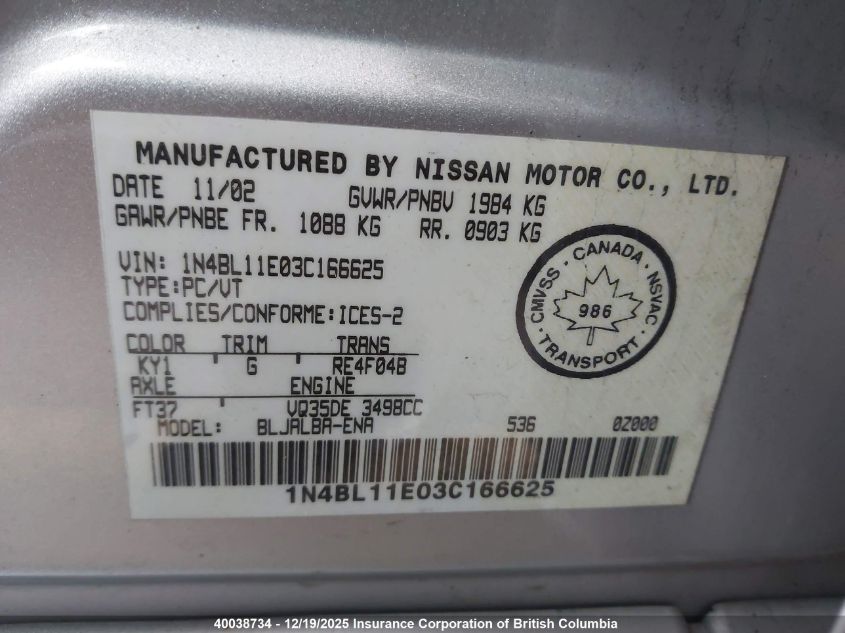 MANUFACTURED BY NISSAN MOTOR CO., LTD.
DATE 11/02 GVWR/PNBV 1984 KG
GAWR/PNBE FR. 1088 KG RR. 0903 KG
VIN: 1N4BL11E03C166625
TYPE:PC/VT
COMPLIES/CONFORME:ICES-2
COLOR TRIM TRANS
KY1 ' G ' RE4F04B
AXLE ENGINE
FT37 ' VQ35DE 3498CC
MODEL: BLJALBA-ENA 536 0Z000
1N4BL11E03C166625
CMVSS · CANADA · NSVAC
986
· TRANSPORT ·
40038734 - 12/19/2025 Insurance Corporation of British Columbia